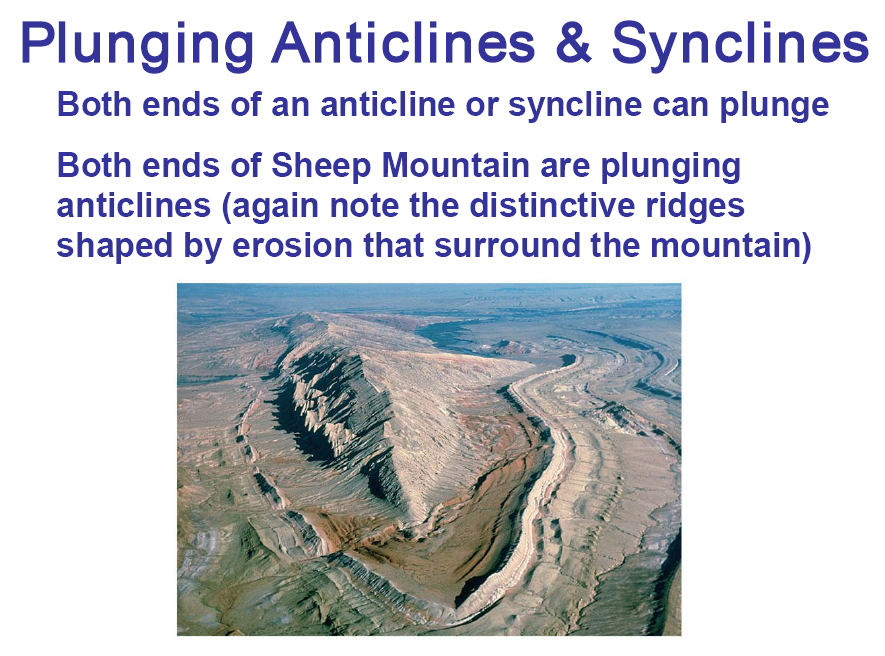 Plunging Anticlines & Synclines
Both ends of an anticline or syncline can plunge
Both ends of Sheep Mountain are plunging
anticlines (again note the distinctive ridges
shaped by erosion that surround the mountain)